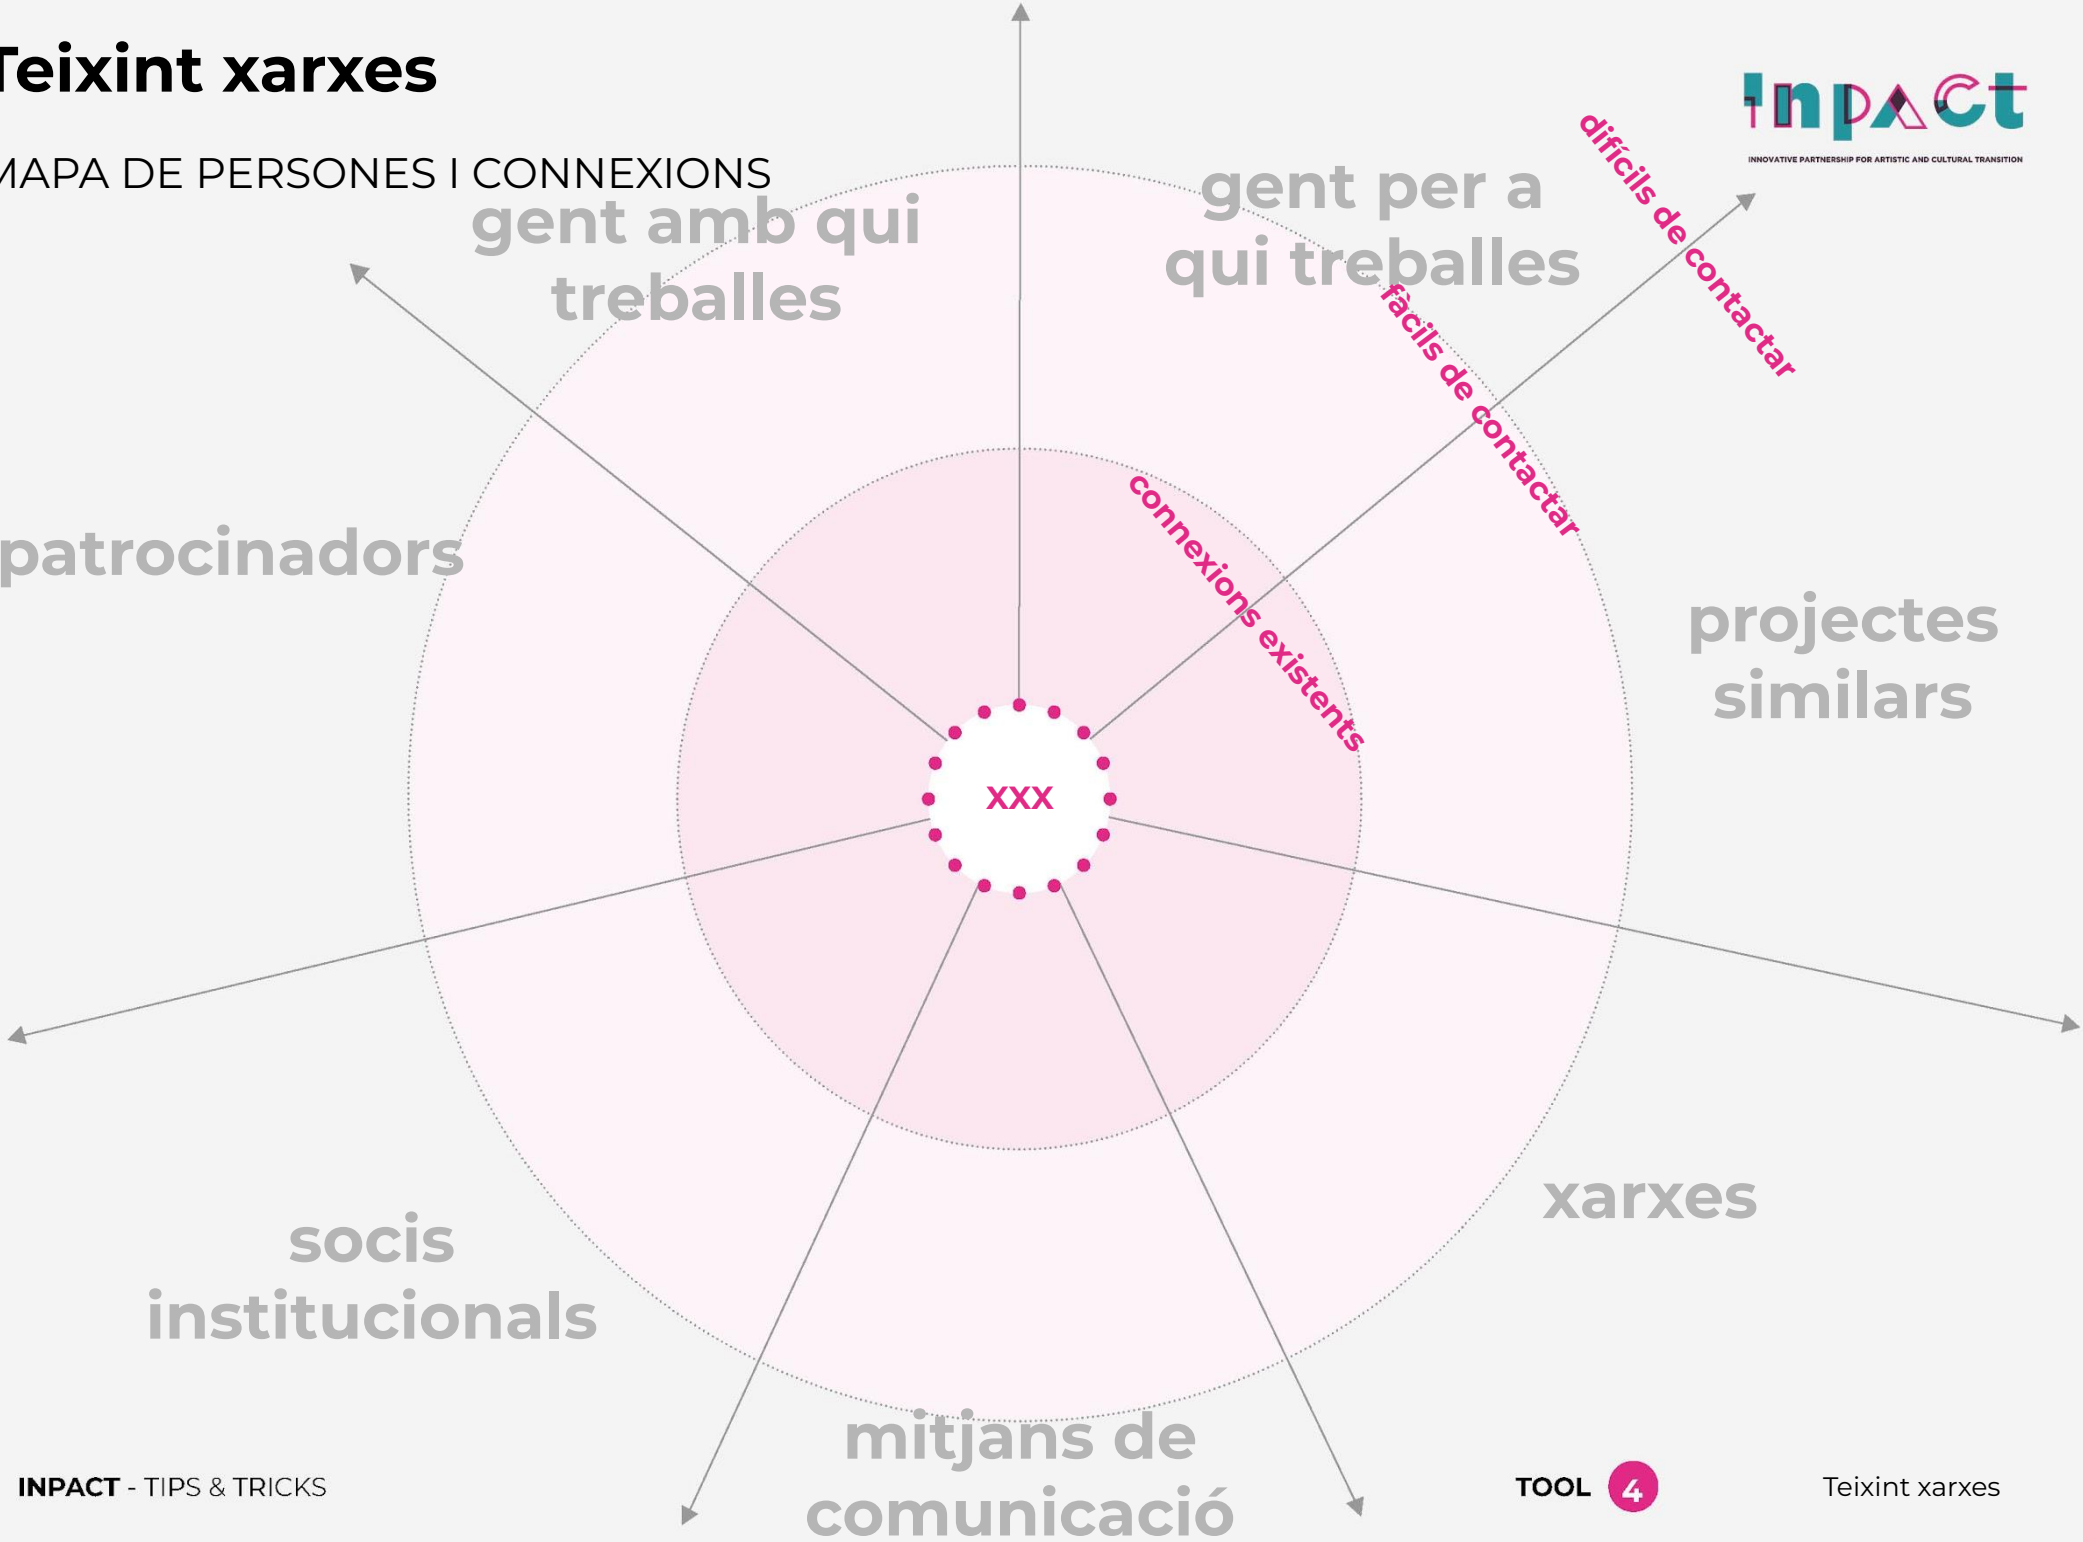 Teixint xarxes
MAPA DE PERSONES I CONNEXIONS
Inpact
INNOVATIVE PARTNERSHIP FOR ARTISTIC AND CULTURAL TRANSITION
gent amb qui
treballes
gent per a
qui treballes
difícils de contactar
fàcils de contactar
connexions existents
patrocinadors
projectes
similars
xxx
xarxes
socis
institucionals
mitjans de
comunicació
INPACT - TIPS & TRICKS
TOOL 4
Teixint xarxes